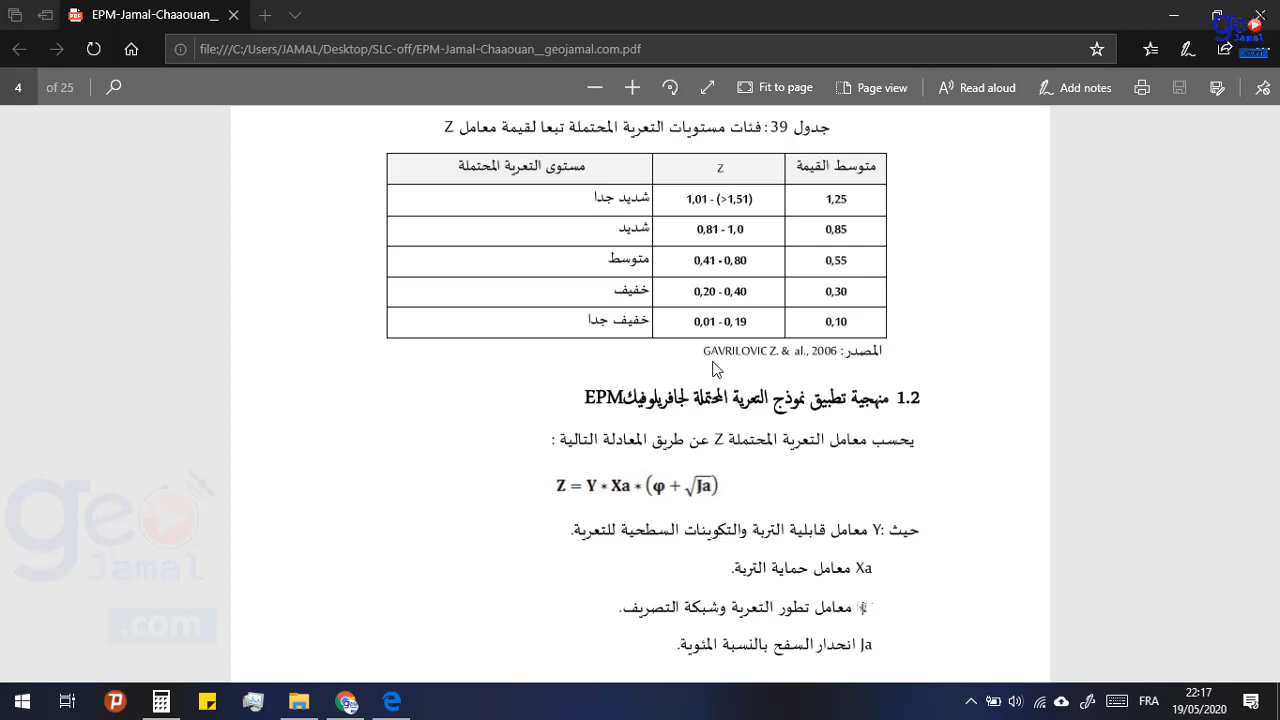 EPM-Jamal-Chaaouan_
geo Jamal .com
file:///C:/Users/JAMAL/Desktop/SLC-off/EPM-Jamal-Chaaouan__geojamal.com.pdf
4 of 25
Fit to page
Page view
Read aloud
Add notes
جدول 39 : فئات مستويات التعرية المحتملة تبعا لقيمة معامل Z
متوسط القيمة Z مستوى التعرية المحتملة
1,25 1,01 - (>1,51) شديد جدا
0,85 0,81 - 1,0 شديد
0,55 0,41 - 0,80 متوسط
0,30 0,20 - 0,40 خفيف
0,10 0,01 - 0,19 خفيف جدا
المصدر : GAVRILOVIC Z. & al., 2006
1.2 منهجية تطبيق نموذج التعرية المحتملة لجافريلوفيك EPM
يحسب معامل التعرية المحتملة Z عن طريق المعادلة التالية :
Z = Y * Xa * (φ + √Ja)
حيث : Y معامل قابلية التربة والتكوينات السطحية للتعرية.
Xa معامل حماية التربة.
معامل تطور التعرية وشبكة التصريف.
Ja انحدار السفح بالنسبة المئوية.
geo
Jamal
.com
FRA
22:17
19/05/2020